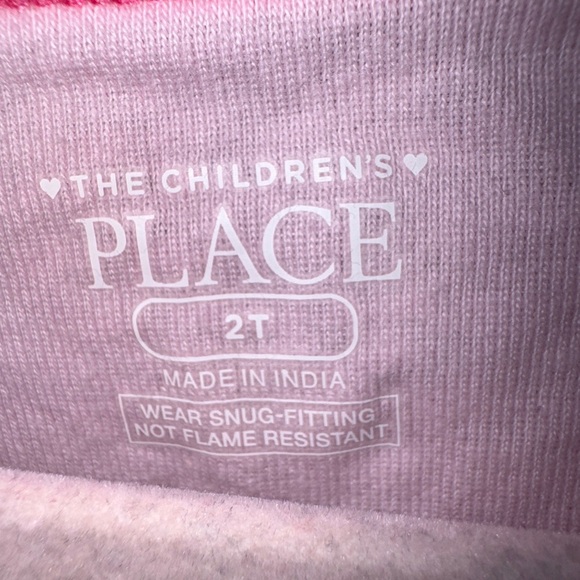 THE CHILDREN'S
PLACE
2T
MADE IN INDIA
WEAR SNUG-FITTING
NOT FLAME RESISTANT